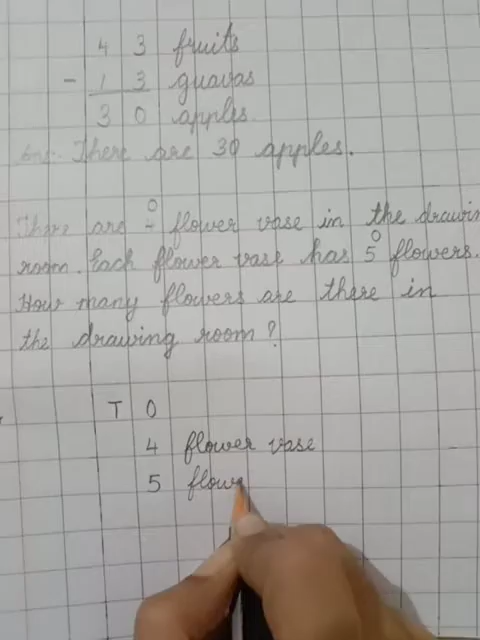 4 3 fruits
- 1 3 guavas
3 0 apples
Ans. There are 30 apples.
O O
There are 4 flower vase in the drawin
room. Each flower vase has 5 flowers.
How many flowers are there in
the drawing room?
T O
4 flower vase
5 flowe